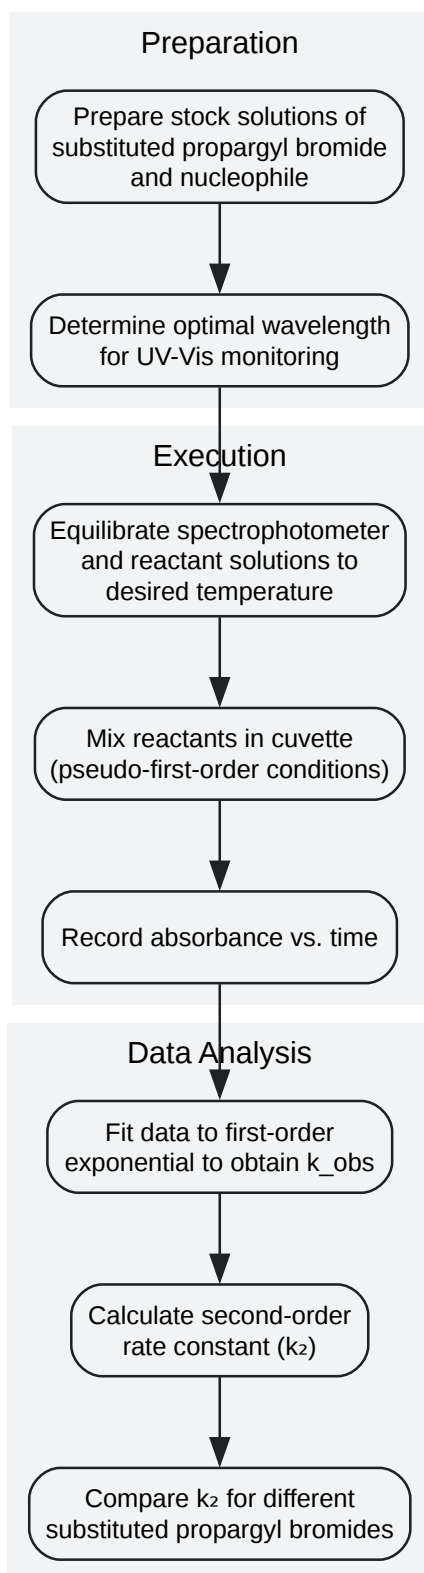 Preparation
Prepare stock solutions of
substituted propargyl bromide
and nucleophile
Determine optimal wavelength
for UV-Vis monitoring
Execution
Equilibrate spectrophotometer
and reactant solutions to
desired temperature
Mix reactants in cuvette
(pseudo-first-order conditions)
Record absorbance vs. time
Data Analysis
Fit data to first-order
exponential to obtain k_obs
Calculate second-order
rate constant (k₂)
Compare k₂ for different
substituted propargyl bromides